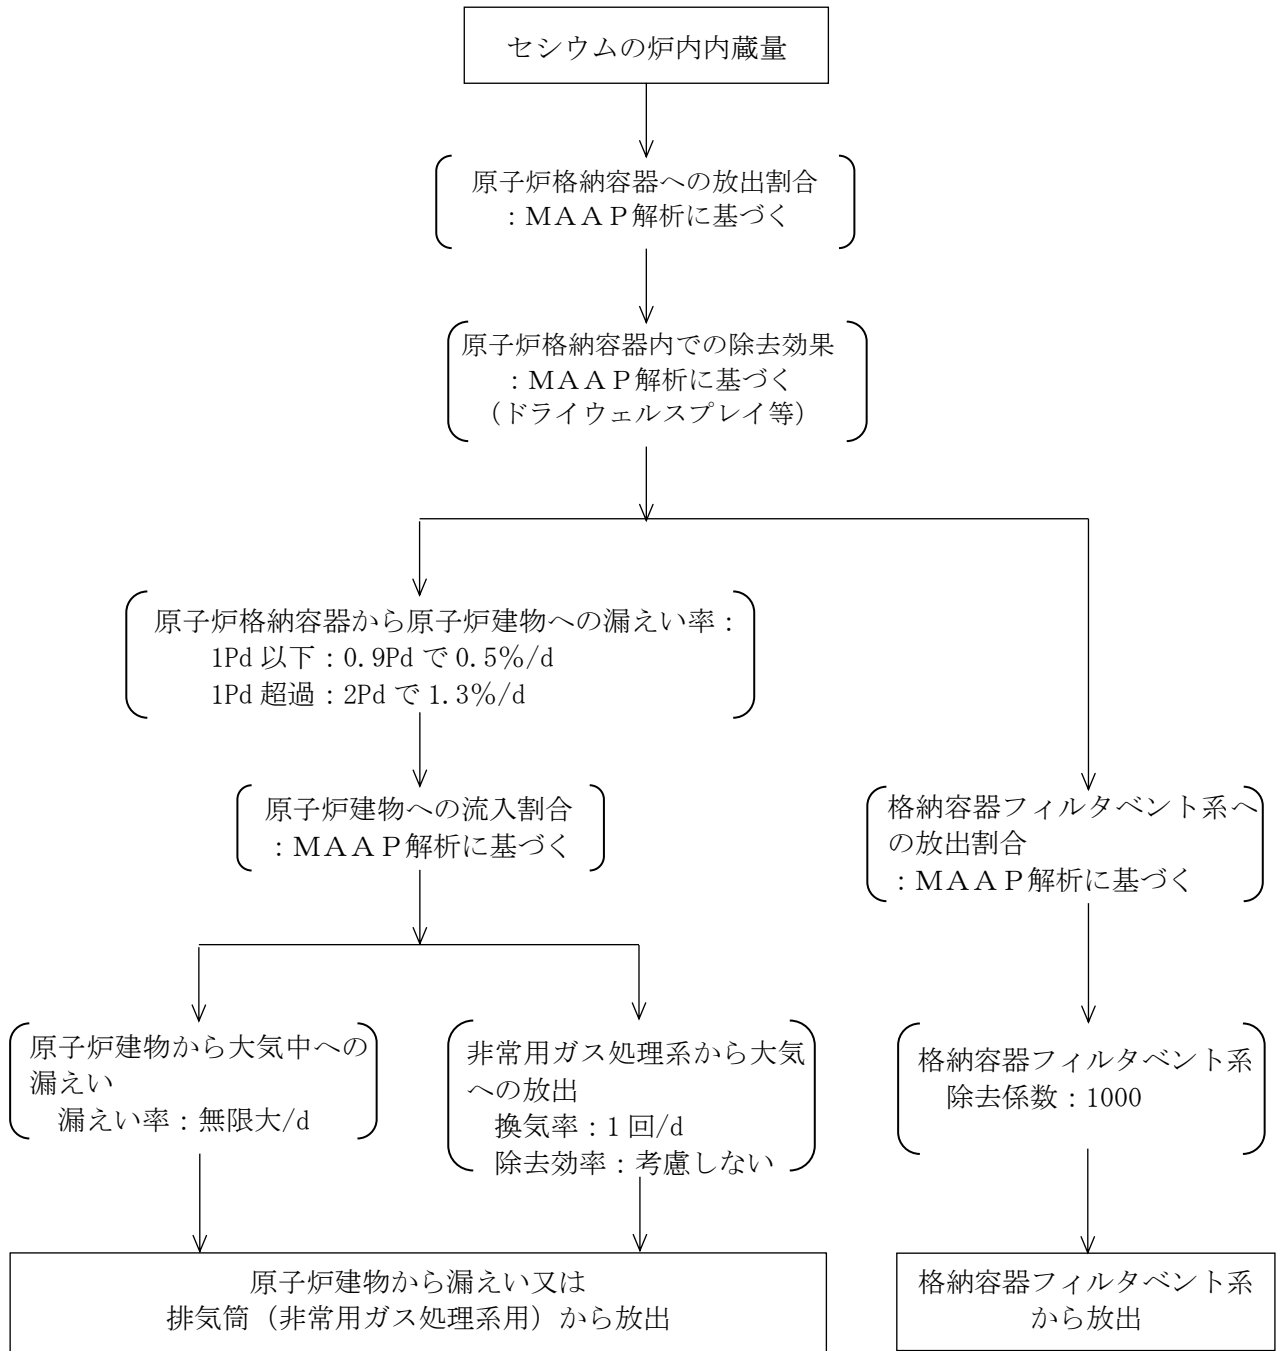 セシウムの炉内内蔵量
原子炉格納容器への放出割合
：ＭＡＡＰ解析に基づく
原子炉格納容器内での除去効果
：ＭＡＡＰ解析に基づく
（ドライウェルスプレイ等）
原子炉格納容器から原子炉建物への漏えい率：
1Pd 以下：0.9Pd で 0.5%/d
1Pd 超過：2Pd で 1.3%/d
原子炉建物への流入割合
：ＭＡＡＰ解析に基づく
格納容器フィルタベント系へ
の放出割合
：ＭＡＡＰ解析に基づく
原子炉建物から大気中への
漏えい
漏えい率：無限大/d
非常用ガス処理系から大気
への放出
換気率：1 回/d
除去効率：考慮しない
格納容器フィルタベント系
除去係数：1000
原子炉建物から漏えい又は
排気筒（非常用ガス処理系用）から放出
格納容器フィルタベント系
から放出